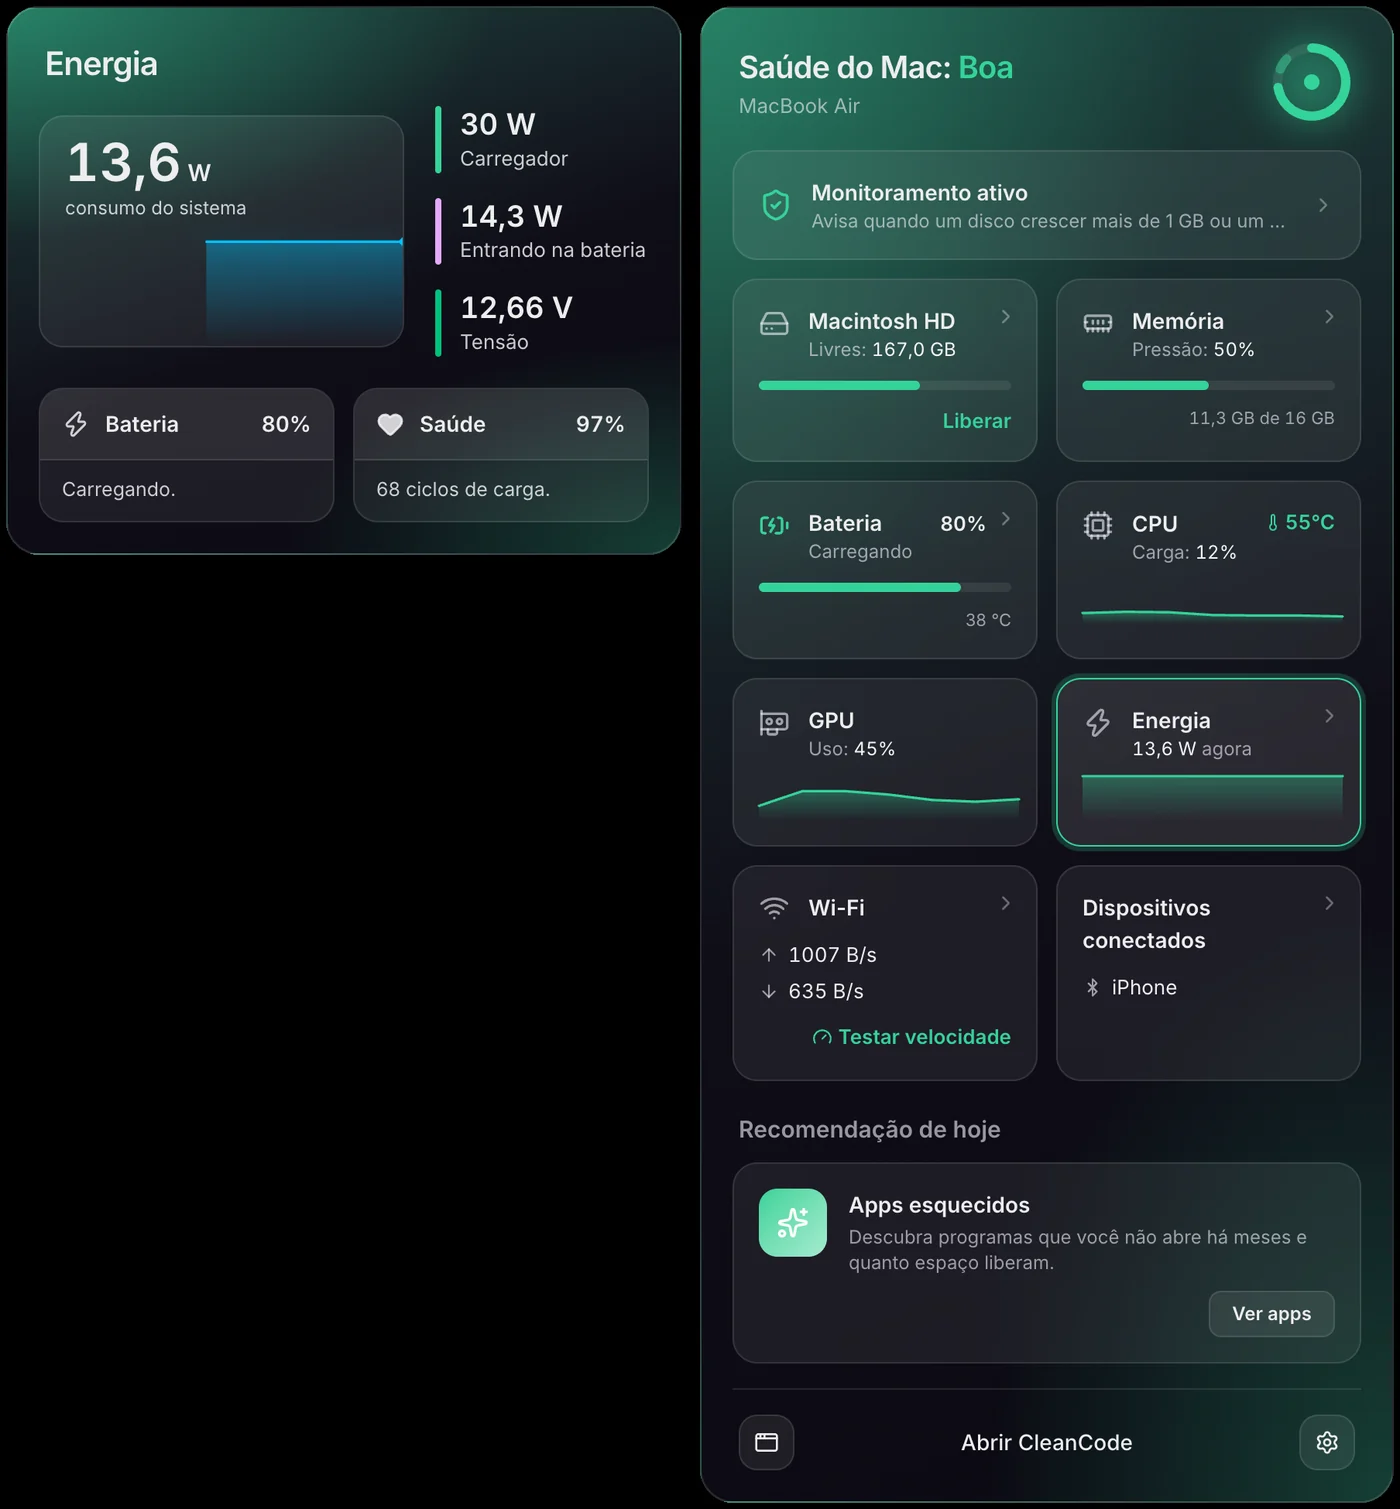 Energia
13,6 W
consumo do sistema
30 W
Carregador
14,3 W
Entrando na bateria
12,66 V
Tensão
Bateria 80%
Carregando.
Saúde 97%
68 ciclos de carga.
Saúde do Mac: Boa
MacBook Air
Monitoramento ativo
Avisa quando um disco crescer mais de 1 GB ou um ...
Macintosh HD
Livres: 167,0 GB
Liberar
Memória
Pressão: 50%
11,3 GB de 16 GB
Bateria 80%
Carregando
38 °C
CPU 55°C
Carga: 12%
GPU
Uso: 45%
Energia
13,6 W agora
Wi-Fi
1007 B/s
635 B/s
Testar velocidade
Dispositivos
conectados
iPhone
Recomendação de hoje
Apps esquecidos
Descubra programas que você não abre há meses e
quanto espaço liberam.
Ver apps
Abrir CleanCode